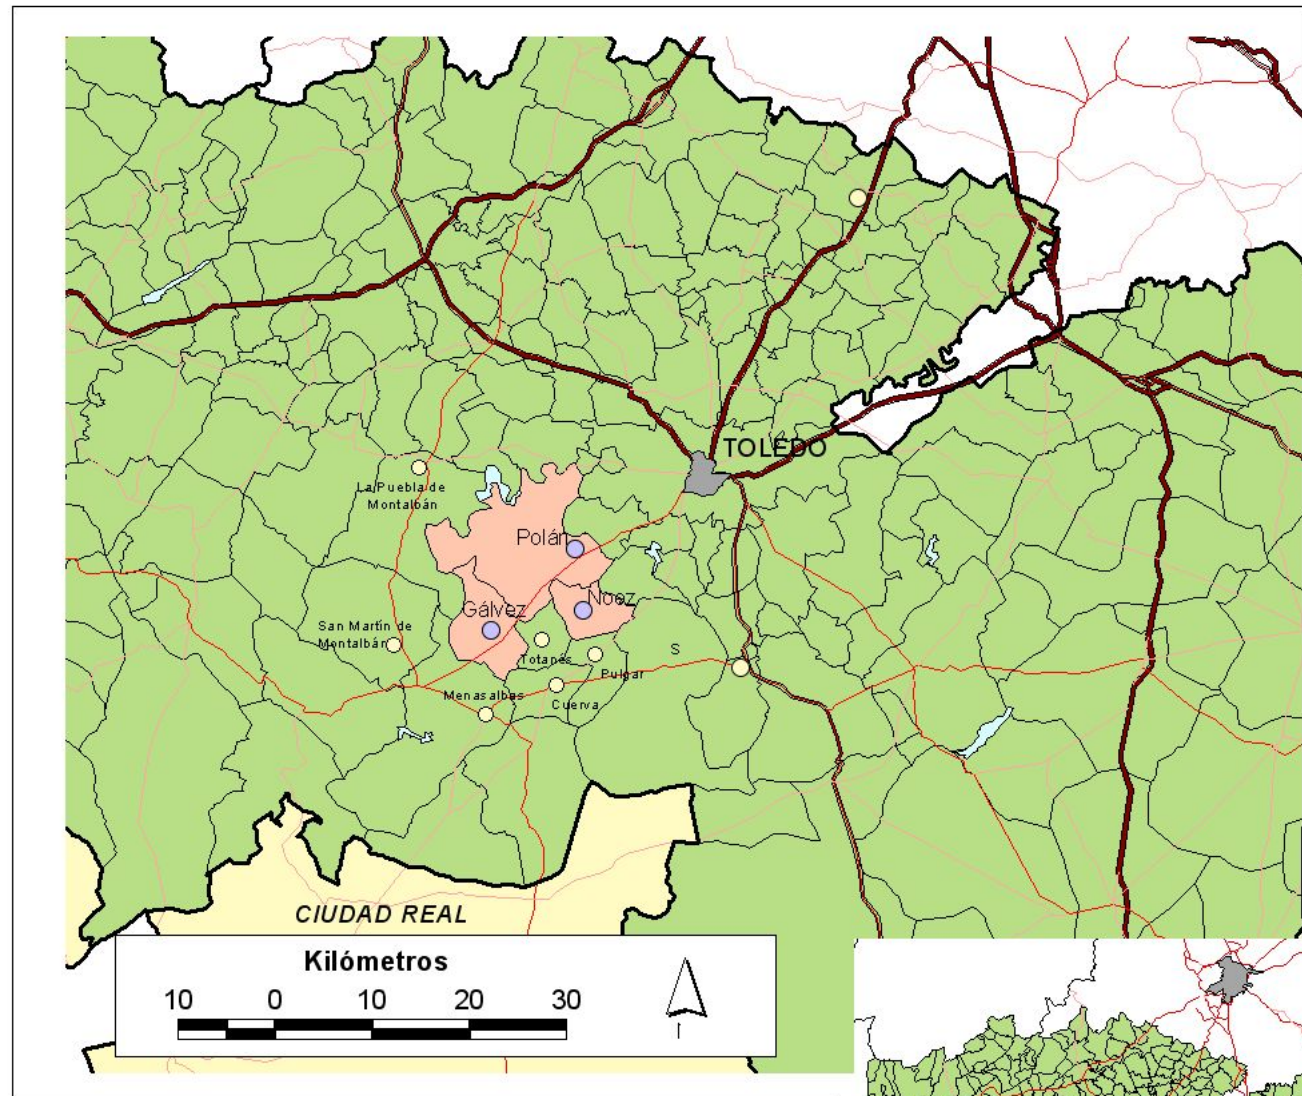 TOLEDO
La Puebla de
Montalbán
Polán
Noez
Gálvez
San Martín de
Montalbán
S
Totanés
Pulgar
Menasalbas
Cuerva
CIUDAD REAL
Kilómetros
10 0 10 20 30